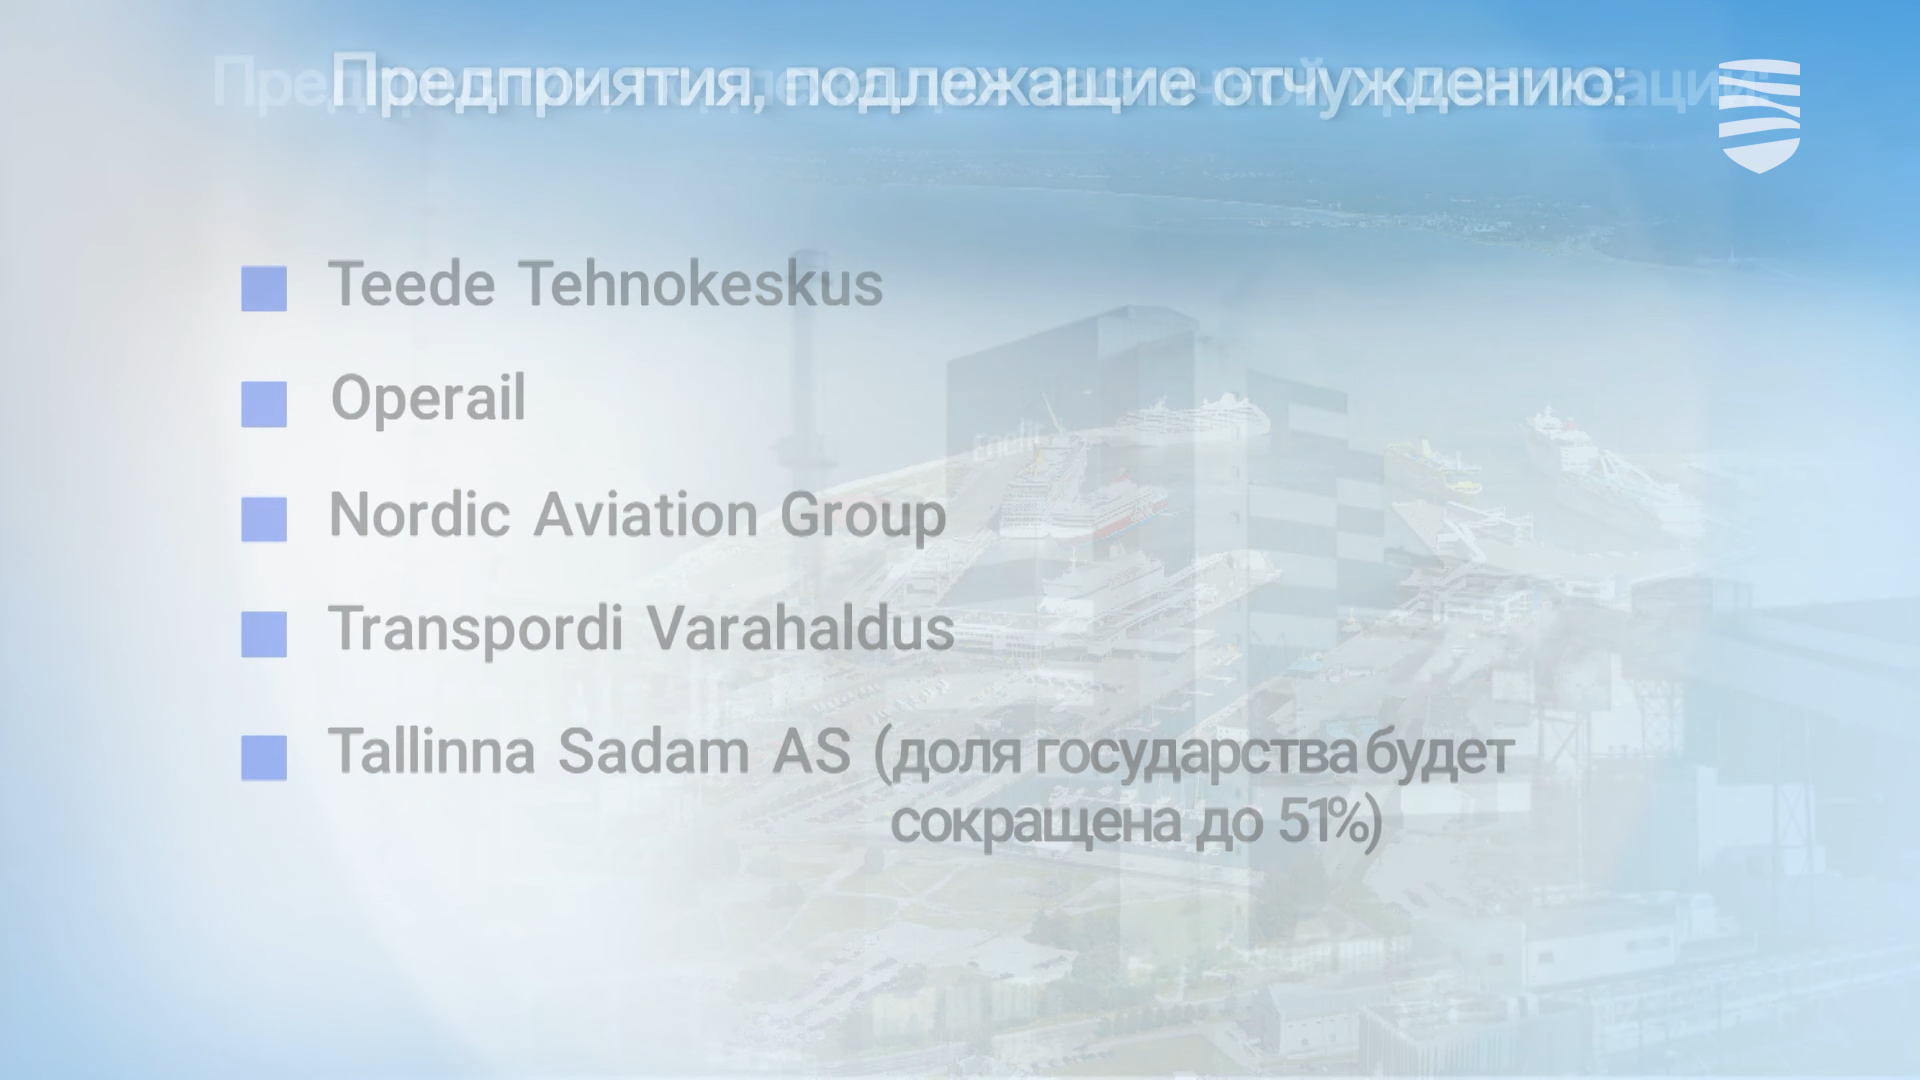 Предприятия, подлежащие отчуждению:
Teede Tehnokeskus
Operail
Nordic Aviation Group
Transpordi Varahaldus
Tallinna Sadam AS (доля государства будет
сокращена до 51%)